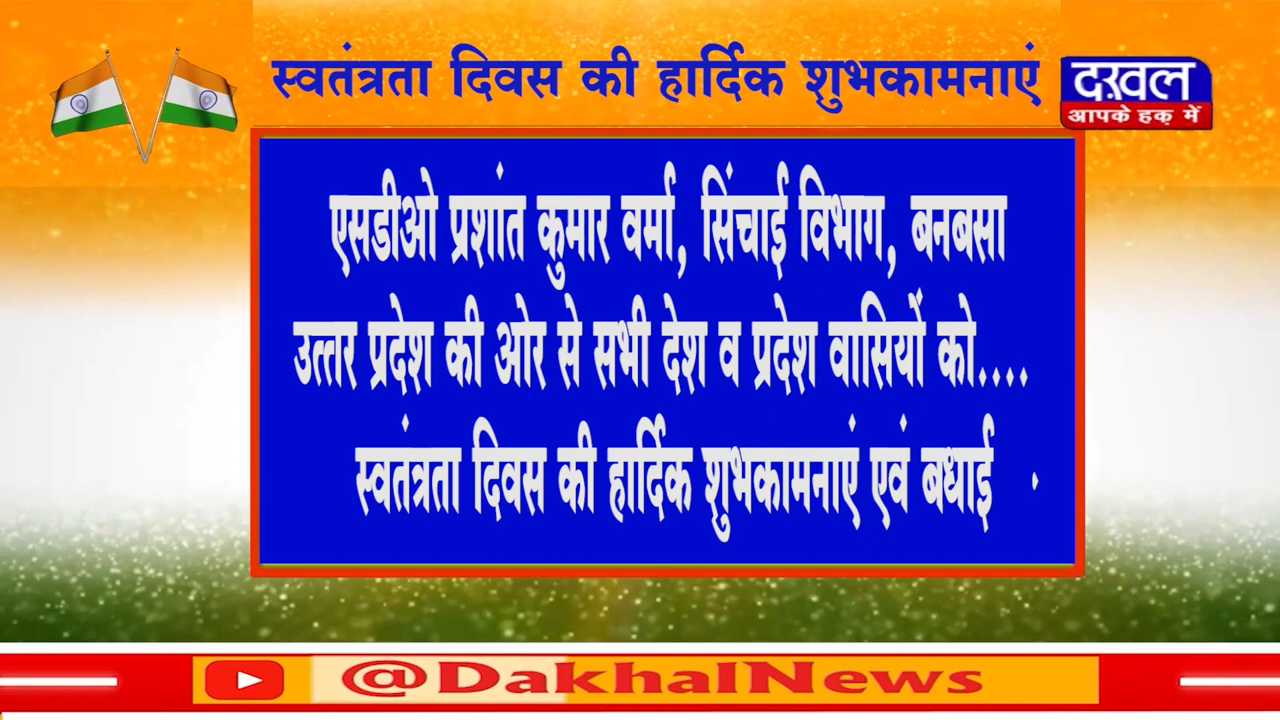 स्वतंत्रता दिवस की हार्दिक शुभकामनाएं
दख़ल
आपके हक़ में
एसडीओ प्रशांत कुमार वर्मा, सिंचाई विभाग, बनबसा
उत्तर प्रदेश की ओर से सभी देश व प्रदेश वासियों को....
स्वतंत्रता दिवस की हार्दिक शुभकामनाएं एवं बधाई .
@DakhalNews